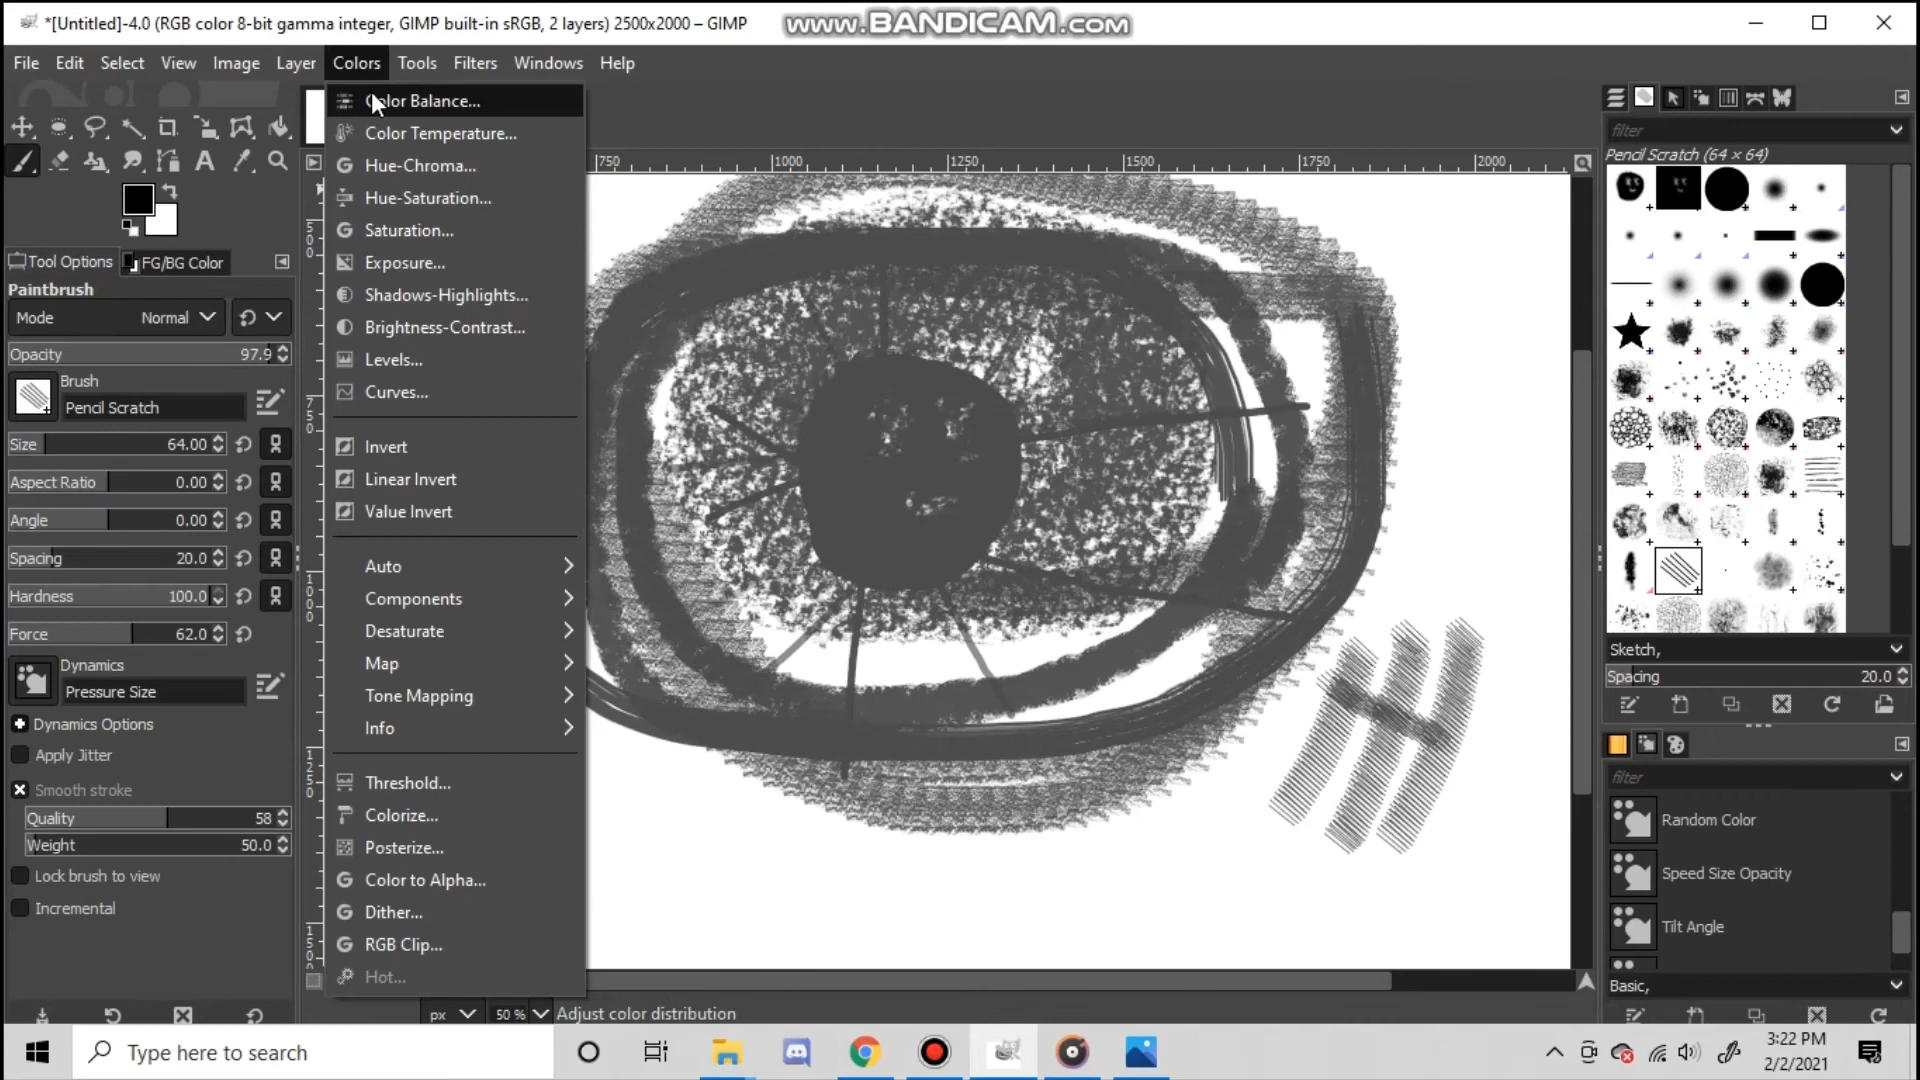 *[Untitled]-4.0 (RGB color 8-bit gamma integer, GIMP built-in sRGB, 2 layers) 2500x2000 – GIMP
www.BANDICAM.com
File Edit Select View Image Layer Colors Tools Filters Windows Help
Color Balance...
Color Temperature...
Hue-Chroma...
Hue-Saturation...
Saturation...
Exposure...
Shadows-Highlights...
Brightness-Contrast...
Levels...
Curves...
Invert
Linear Invert
Value Invert
Auto
Components
Desaturate
Map
Tone Mapping
Info
Threshold...
Colorize...
Posterize...
Color to Alpha...
Dither...
RGB Clip...
Hot...
Tool Options
FG/BG Color
Paintbrush
Mode Normal
Opacity 97.9
Brush
Pencil Scratch
Size 64.00
Aspect Ratio 0.00
Angle 0.00
Spacing 20.0
Hardness 100.0
Force 62.0
Dynamics
Pressure Size
Dynamics Options
Apply Jitter
Smooth stroke
Quality 58
Weight 50.0
Lock brush to view
Incremental
750 1000 1250 1500 1750 2000
500
750
1000
1250
1500
px 50 % Adjust color distribution
filter
Pencil Scratch (64 × 64)
Sketch,
Spacing 20.0
filter
Random Color
Speed Size Opacity
Tilt Angle
Basic,
Type here to search
3:22 PM
2/2/2021